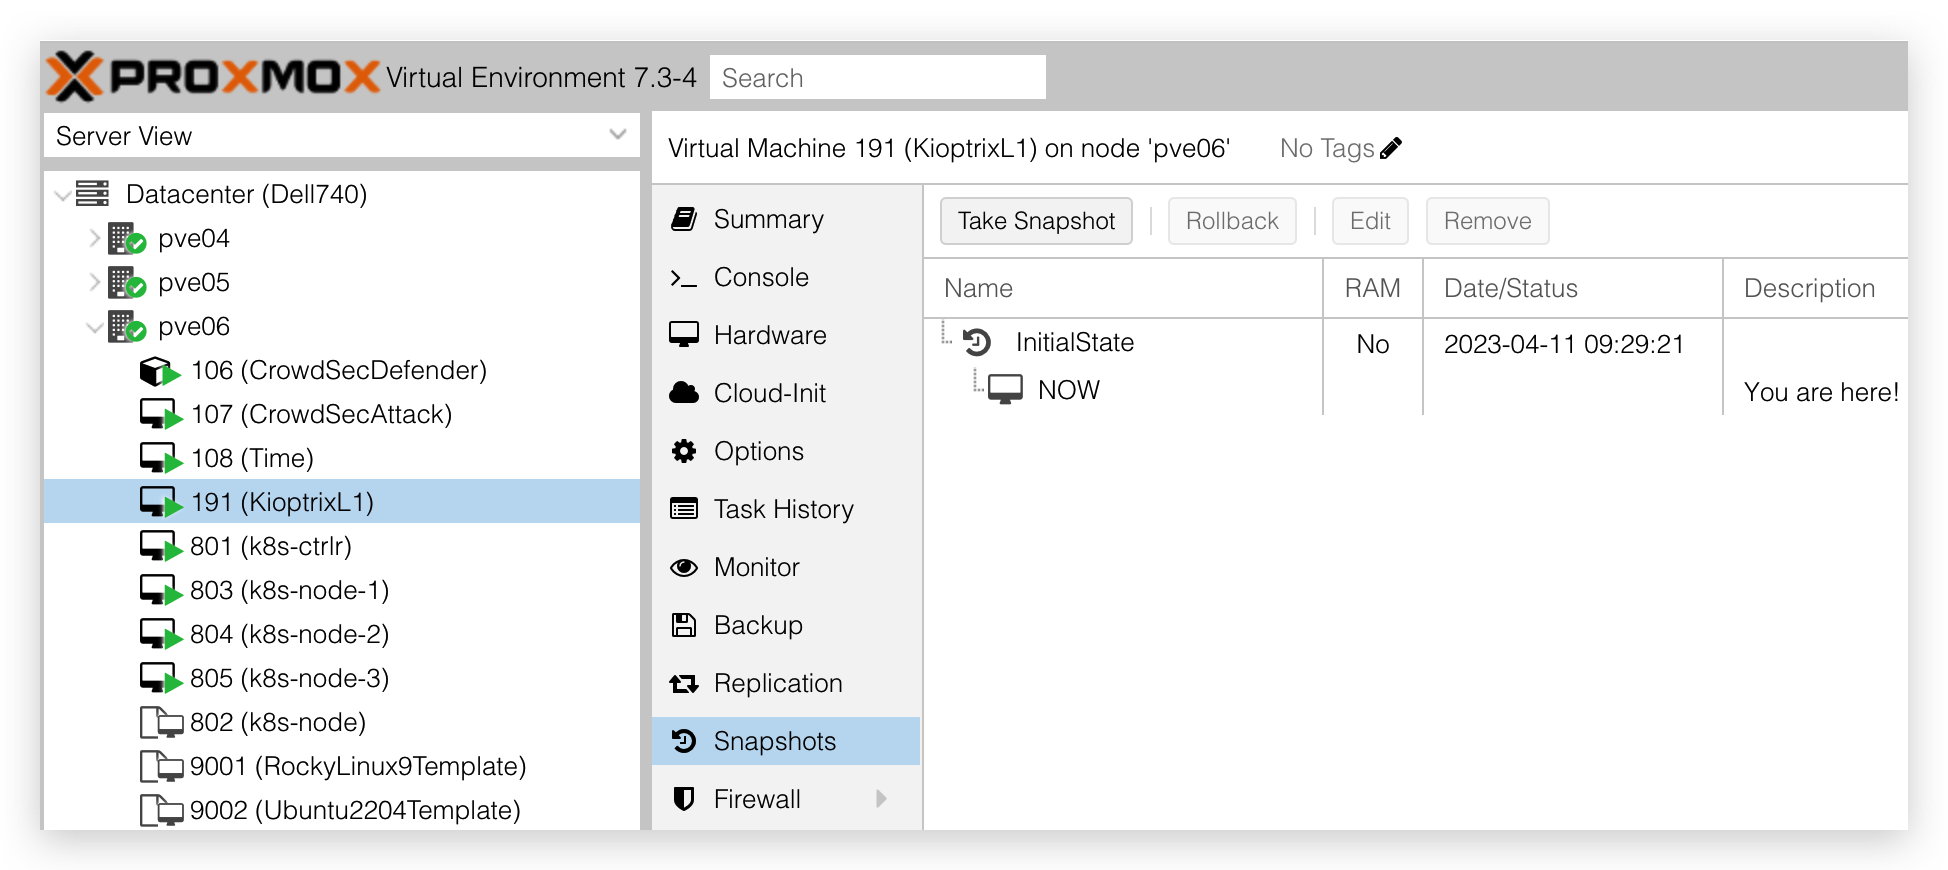 PROXMOX Virtual Environment 7.3-4 Search
Server View
Datacenter (Dell740)
pve04
pve05
pve06
106 (CrowdSecDefender)
107 (CrowdSecAttack)
108 (Time)
191 (KioptrixL1)
801 (k8s-ctrlr)
803 (k8s-node-1)
804 (k8s-node-2)
805 (k8s-node-3)
802 (k8s-node)
9001 (RockyLinux9Template)
9002 (Ubuntu2204Template)
Virtual Machine 191 (KioptrixL1) on node 'pve06' No Tags
Summary
Console
Hardware
Cloud-Init
Options
Task History
Monitor
Backup
Replication
Snapshots
Firewall
Take Snapshot Rollback Edit Remove
Name RAM Date/Status Description
InitialState No 2023-04-11 09:29:21
NOW You are here!